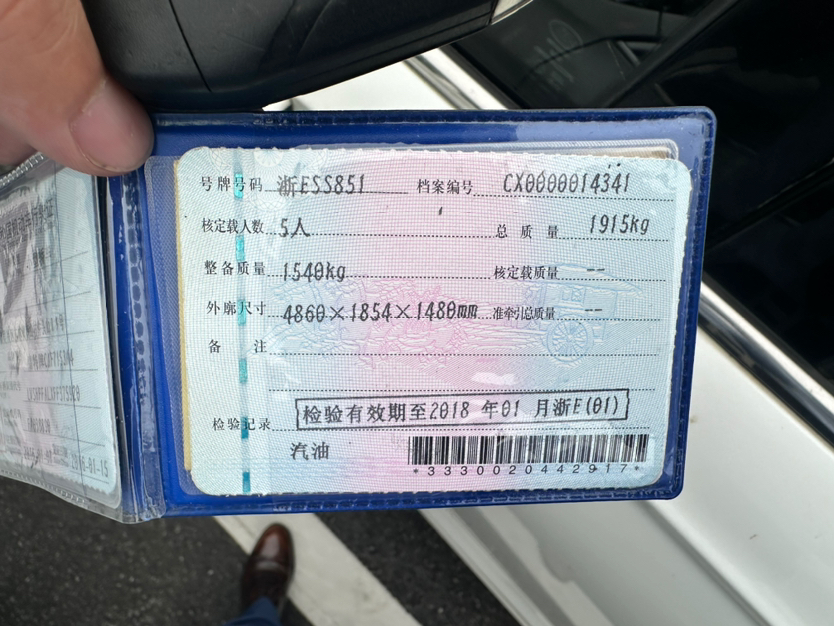 号牌号码 浙ESS851 档案编号 CX0000014341
核定载人数 5人 总质量 1915kg
整备质量 1540kg 核定载质量 --
外廓尺寸 4860×1854×1480mm 准牵引总质量 --
备注
检验记录 检验有效期至2018年01月浙E(01)
汽油
*3330020442917*